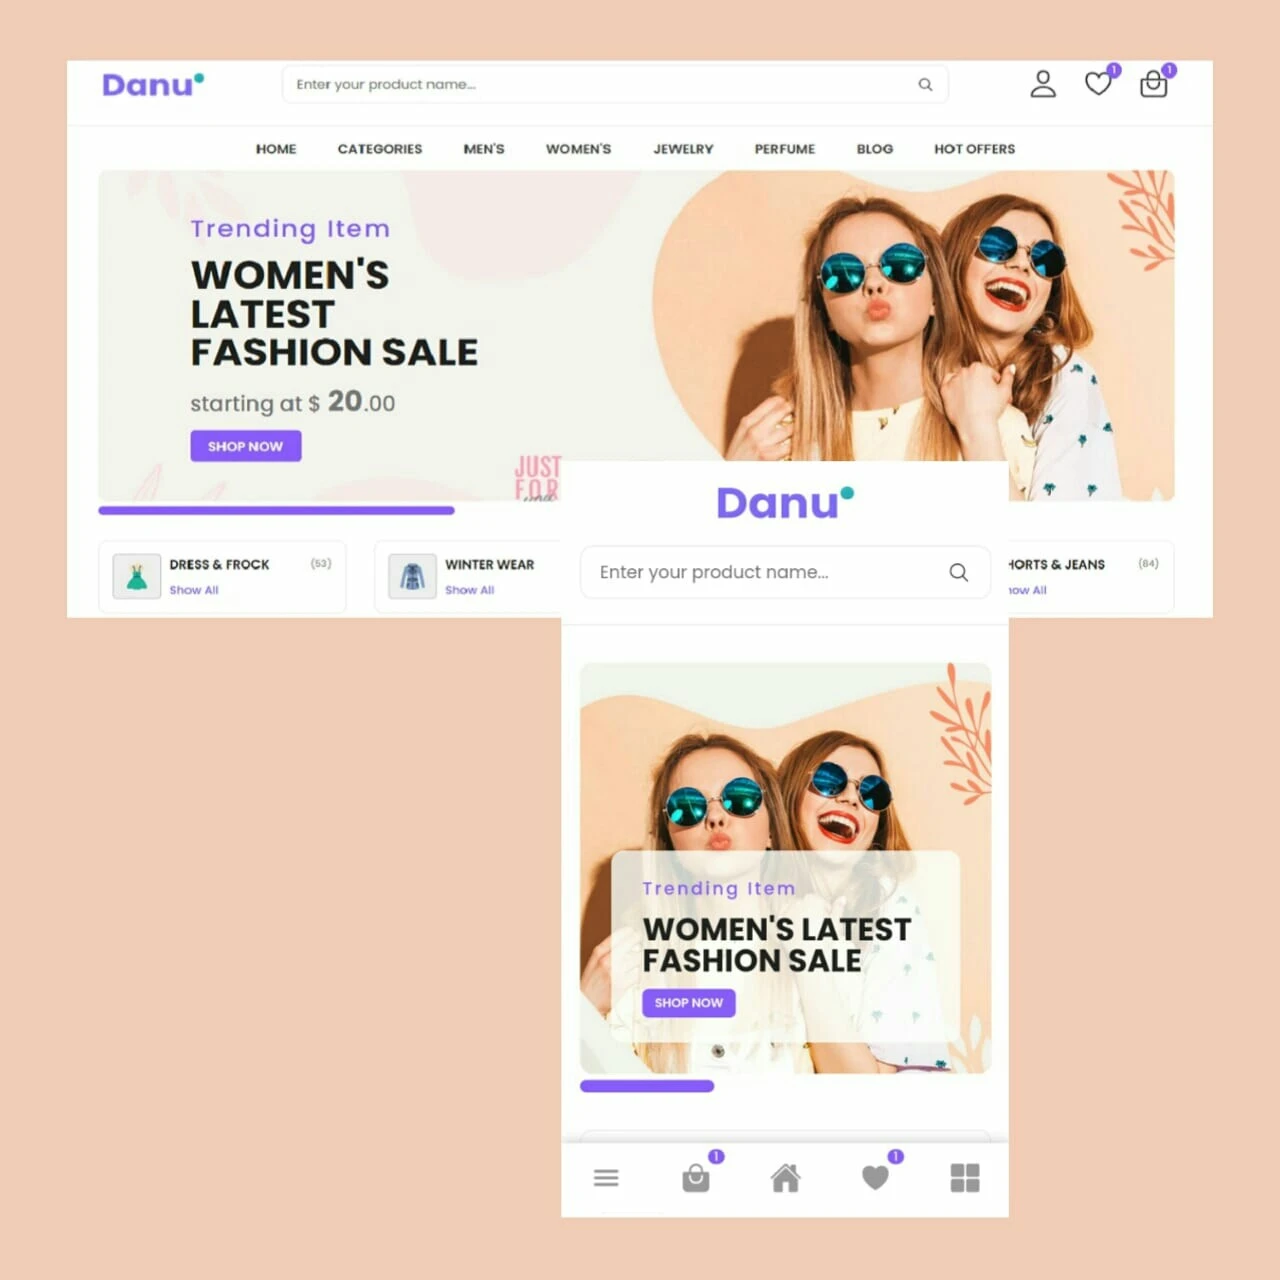 Danu
Enter your product name...
1
1
HOME CATEGORIES MEN'S WOMEN'S JEWELRY PERFUME BLOG HOT OFFERS
Trending Item
WOMEN'S
LATEST
FASHION SALE
starting at $ 20.00
SHOP NOW
JUST
FOR
DRESS & FROCK (53)
Show All
WINTER WEAR
Show All
HORTS & JEANS (84)
how All
Danu
Enter your product name...
Trending Item
WOMEN'S LATEST
FASHION SALE
SHOP NOW
1
1